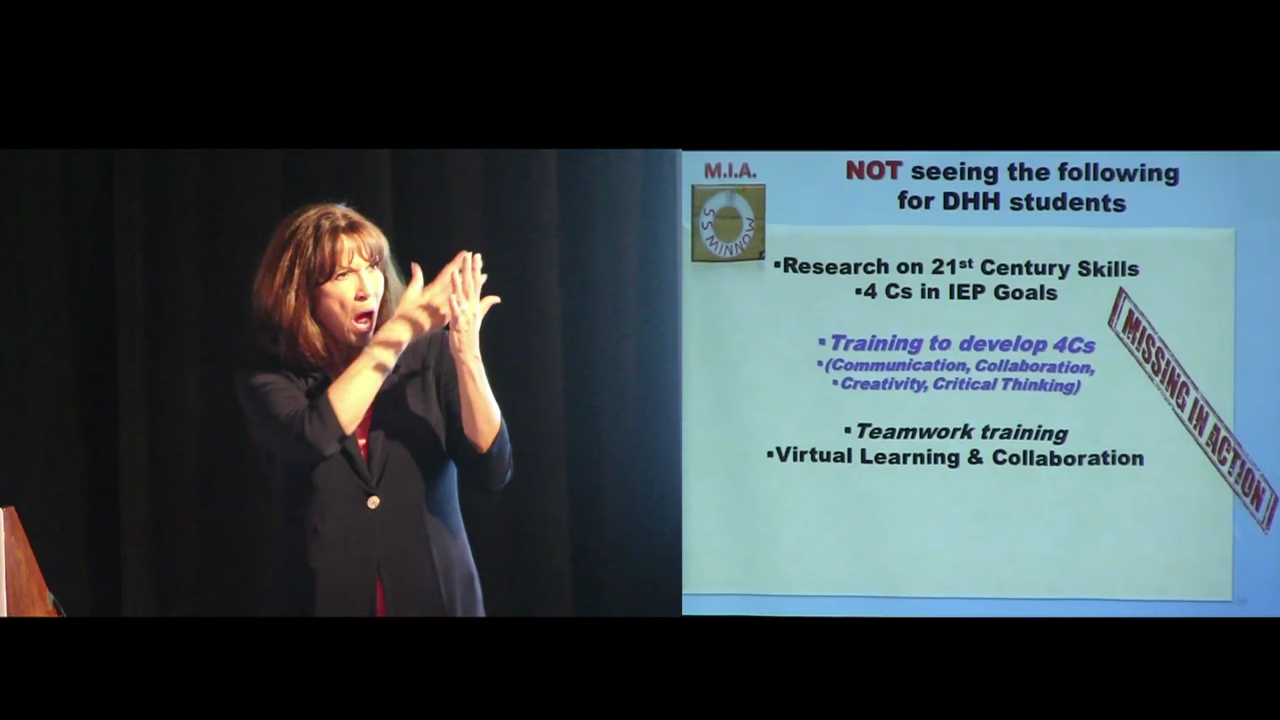 M.I.A.
SS MINNOW
NOT seeing the following
for DHH students
▪Research on 21st Century Skills
▪4 Cs in IEP Goals
▪Training to develop 4Cs
▪(Communication, Collaboration,
▪Creativity, Critical Thinking)
▪Teamwork training
▪Virtual Learning & Collaboration
MISSING IN ACTION